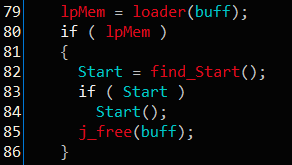 79 lpMem = loader(buff);
80 if ( lpMem )
81 {
82 Start = find_Start();
83 if ( Start )
84 Start();
85 j_free(buff);
86 }